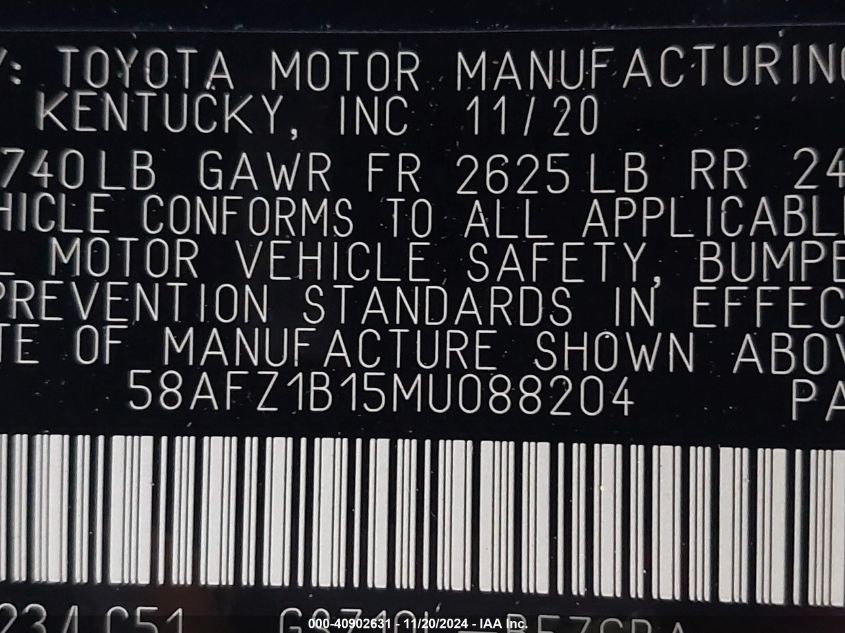 Y: TOYOTA MOTOR MANUFACTURING
KENTUCKY, INC 11/20
740LB GAWR FR 2625LB RR 24
HICLE CONFORMS TO ALL APPLICABL
L MOTOR VEHICLE SAFETY, BUMPE
PREVENTION STANDARDS IN EFFEC
TE OF MANUFACTURE SHOWN ABOV
58AFZ1B15MU088204 PA
234 C51
000-40902631 - 11/20/2024 - IAA Inc.